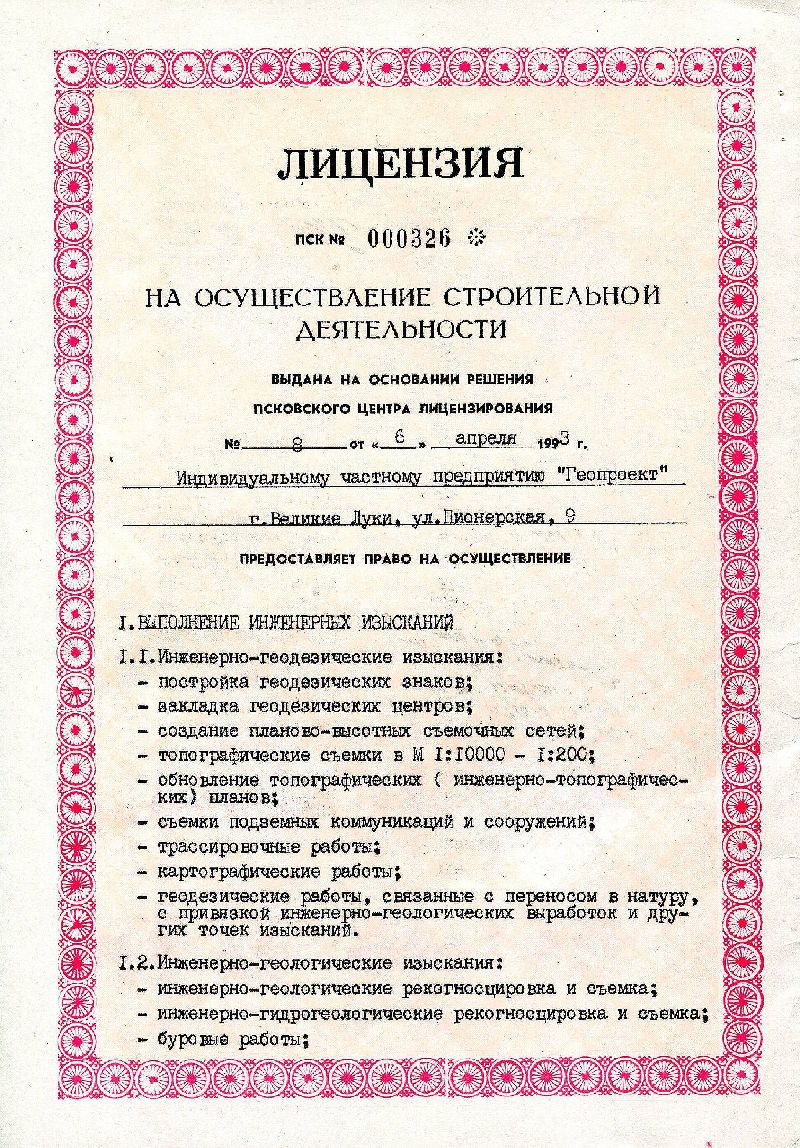 ЛИЦЕНЗИЯ
ПСК № 000326 ❊
НА ОСУЩЕСТВЛЕНИЕ СТРОИТЕЛЬНОЙ
ДЕЯТЕЛЬНОСТИ
ВЫДАНА НА ОСНОВАНИИ РЕШЕНИЯ
ПСКОВСКОГО ЦЕНТРА ЛИЦЕНЗИРОВАНИЯ
№ 8 от « 6 » апреля 1993 г.
Индивидуальному частному предприятию "Геопроект"
г.Великие Луки, ул.Пионерская, 9
ПРЕДОСТАВЛЯЕТ ПРАВО НА ОСУЩЕСТВЛЕНИЕ
I.ВЫПОЛНЕНИЕ ИНЖЕНЕРНЫХ ИЗЫСКАНИЙ
I.I.Инженерно-геодезические изыскания:
- постройка геодезических знаков;
- закладка геодезических центров;
- создание планово-высотных съемочных сетей;
- топографические съемки в М I:I0000 - I:200;
- обновление топографических ( инженерно-топографичес-
ких) планов;
- съемки подземных коммуникаций и сооружений;
- трассировочные работы;
- картографические работы;
- геодезические работы, связанные с переносом в натуру,
с привязкой инженерно-геологических выработок и дру-
гих точек изысканий.
I.2.Инженерно-геологические изыскания:
- инженерно-геологические рекогносцировка и съемка;
- инженерно-гидрогеологические рекогносцировка и съемка;
- буровые работы;